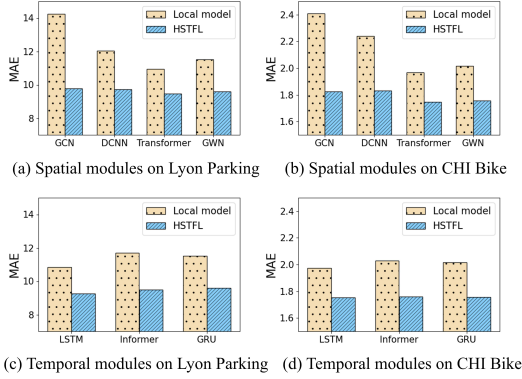 14
12
10
8
MAE
Local model
HSTFL
GCN DCNN Transformer GWN
(a) Spatial modules on Lyon Parking
2.4
2.2
2.0
1.8
1.6
MAE
Local model
HSTFL
GCN DCNN Transformer GWN
(b) Spatial modules on CHI Bike
14
12
10
8
MAE
Local model
HSTFL
LSTM Informer GRU
(c) Temporal modules on Lyon Parking
2.4
2.2
2.0
1.8
1.6
MAE
Local model
HSTFL
LSTM Informer GRU
(d) Temporal modules on CHI Bike